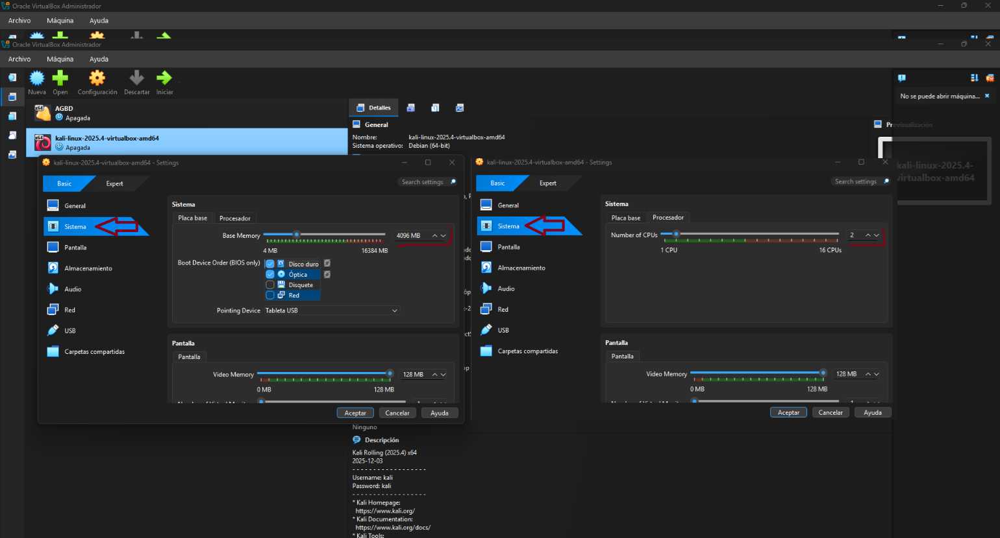 Oracle VirtualBox Administrador
Archivo Máquina Ayuda
Oracle VirtualBox Administrador
Archivo Máquina Ayuda
Nueva Open Configuración Descartar Iniciar
No se puede abrir máquina...
x64 AGBD
Apagada
x64 kali-linux-2025.4-virtualbox-amd64
Apagada
Detalles
General
Nombre: kali-linux-2025.4-virtualbox-amd64
Sistema operativo: Debian (64-bit)
Previsualización
kali-linux-2025.4-
virtualbox-amd64
kali-linux-2025.4-virtualbox-amd64 - Settings
Basic Expert
Search settings
General
Sistema
Pantalla
Almacenamiento
Audio
Red
USB
Carpetas compartidas
Sistema
Placa base Procesador
Base Memory 4096 MB
4 MB 16384 MB
Boot Device Order (BIOS only)
Disco duro
Óptica
Disquete
Red
Pointing Device Tableta USB
Pantalla
Pantalla
Video Memory 128 MB
0 MB 128 MB
Aceptar Cancelar Ayuda
kali-linux-2025.4-virtualbox-amd64 - Settings
Basic Expert
Search settings
General
Sistema
Pantalla
Almacenamiento
Audio
Red
USB
Carpetas compartidas
Sistema
Placa base Procesador
Number of CPUs 2
1 CPU 16 CPUs
Pantalla
Pantalla
Video Memory 128 MB
0 MB 128 MB
Aceptar Cancelar Ayuda
Ninguno
Descripción
Kali Rolling (2025.4) x64
2025-12-03
- - - - - - - - - - - - - - - - - - -
Username: kali
Password: kali
- - - - - - - - - - - - - - - - - - -
* Kali Homepage:
https://www.kali.org/
* Kali Documentation:
https://www.kali.org/docs/
* Kali Tools: